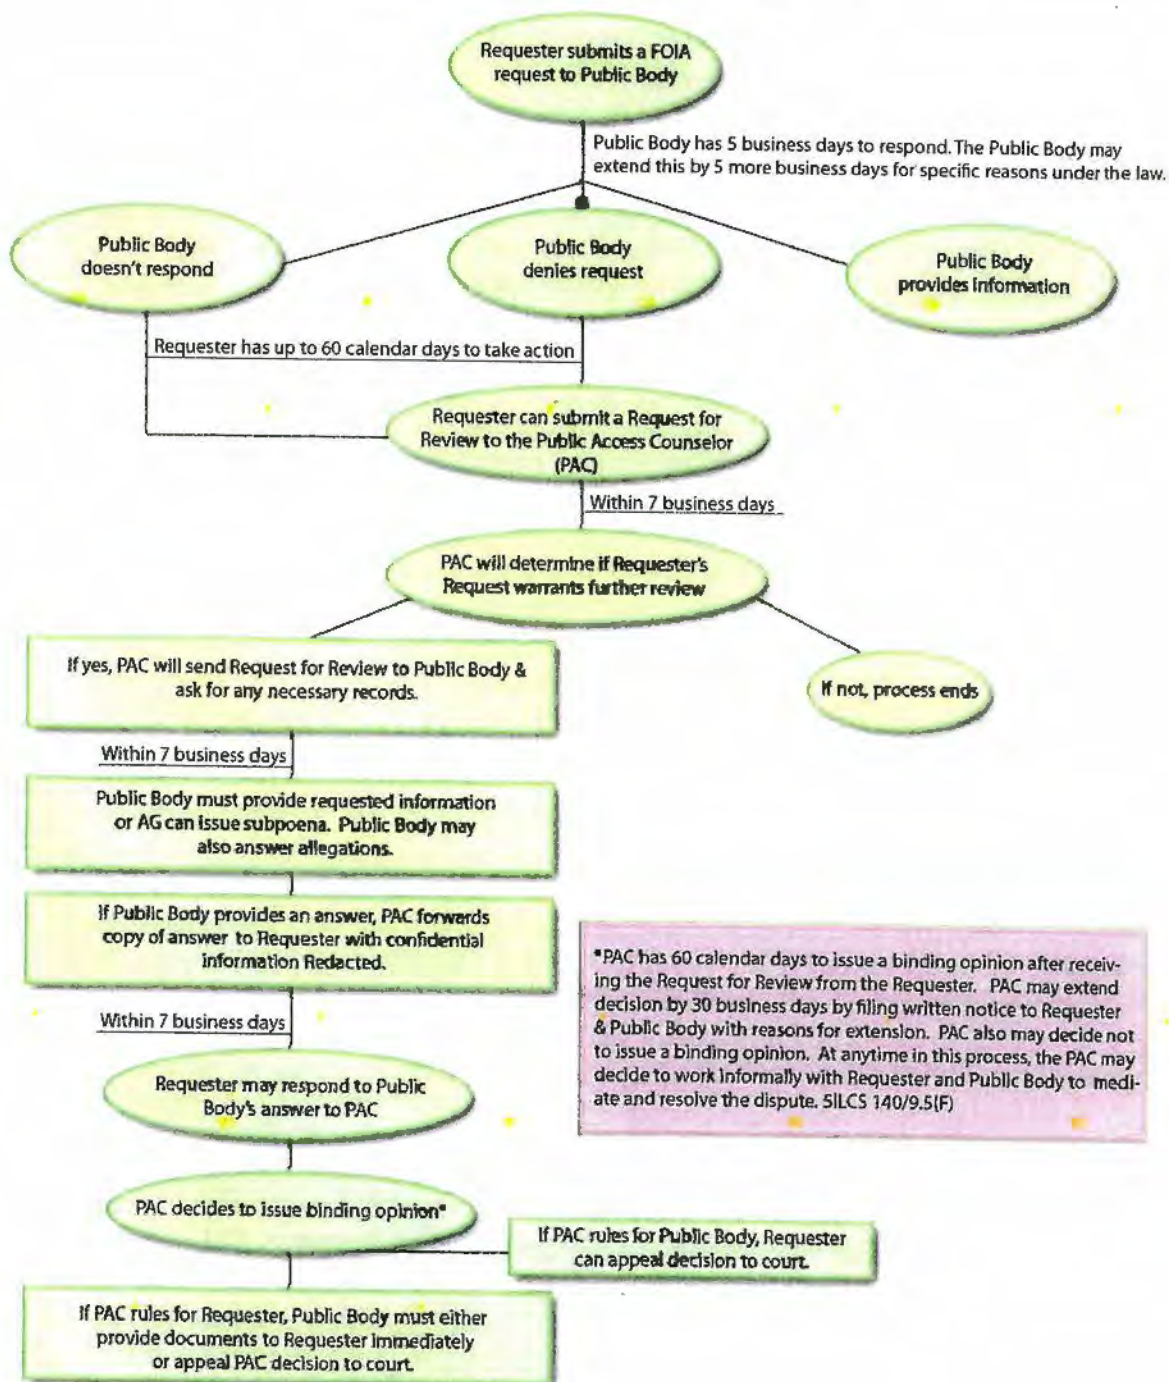 Requester submits a FOIA
request to Public Body
Public Body has 5 business days to respond. The Public Body may
extend this by 5 more business days for specific reasons under the law.
Public Body
doesn't respond
Public Body
denies request
Public Body
provides information
Requester has up to 60 calendar days to take action
Requester can submit a Request for
Review to the Public Access Counselor
(PAC)
Within 7 business days
PAC will determine if Requester's
Request warrants further review
If yes, PAC will send Request for Review to Public Body &
ask for any necessary records.
If not, process ends
Within 7 business days
Public Body must provide requested information
or AG can issue subpoena. Public Body may
also answer allegations.
If Public Body provides an answer, PAC forwards
copy of answer to Requester with confidential
information Redacted.
Within 7 business days
Requester may respond to Public
Body's answer to PAC
*PAC has 60 calendar days to issue a binding opinion after receiv-
ing the Request for Review from the Requester. PAC may extend
decision by 30 business days by filing written notice to Requester
& Public Body with reasons for extension. PAC also may decide not
to issue a binding opinion. At anytime in this process, the PAC may
decide to work informally with Requester and Public Body to medi-
ate and resolve the dispute. 5ILCS 140/9.5(F)
PAC decides to issue binding opinion*
If PAC rules for Public Body, Requester
can appeal decision to court.
If PAC rules for Requester, Public Body must either
provide documents to Requester immediately
or appeal PAC decision to court.